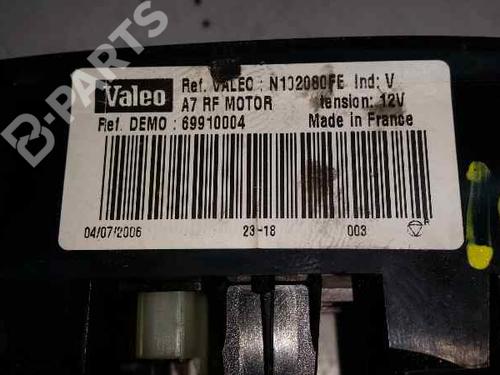 B-PARTS
Valeo
Ref. VALEO : N102080FE Ind: V
A7 RF MOTOR tension: 12V
Ref. DEMO : 69910004 Made in France
04/07/2006 23-18 003